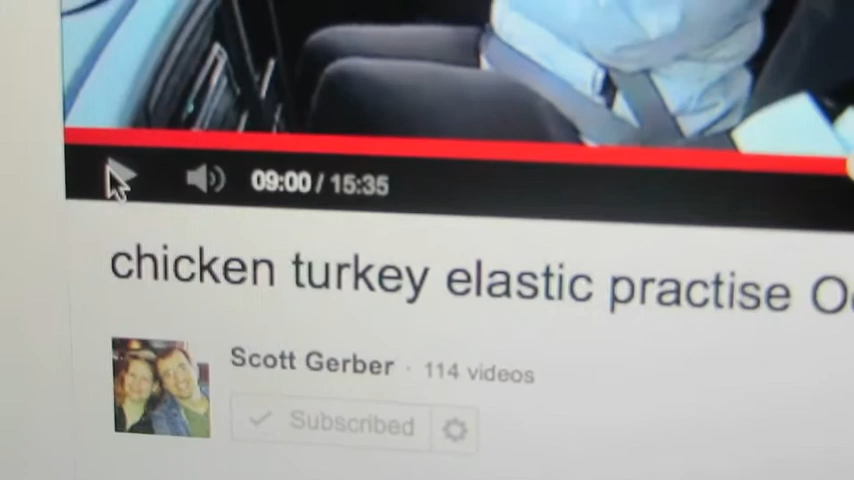 09:00 / 15:35
chicken turkey elastic practise
Scott Gerber · 114 videos
Subscribed